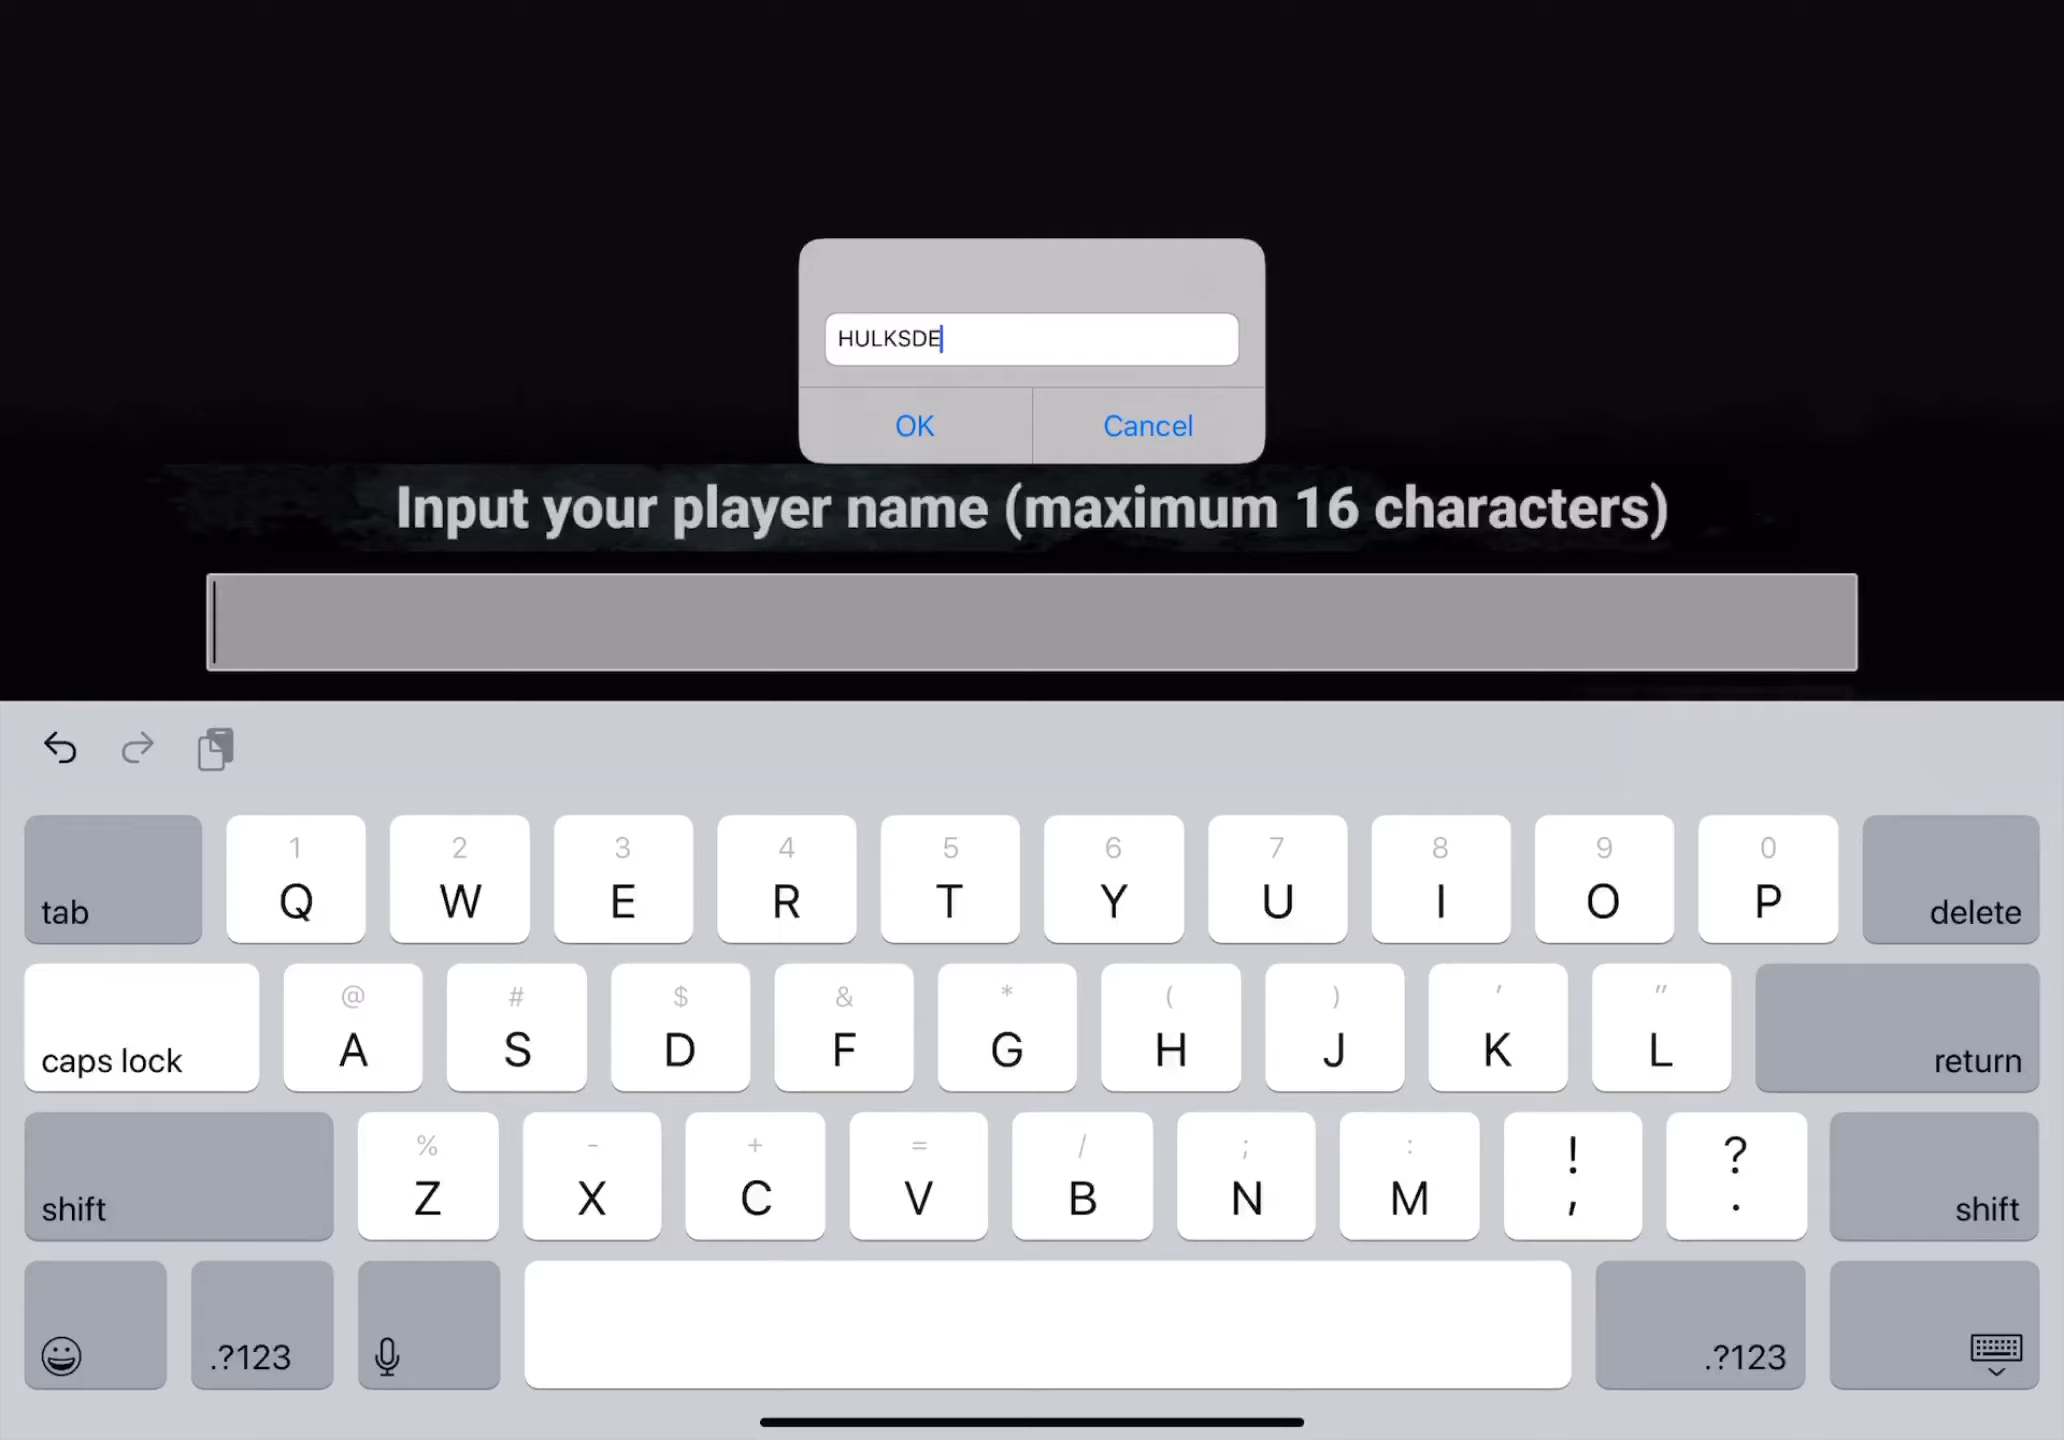 HULKSDE
OK Cancel
Input your player name (maximum 16 characters)
1 2 3 4 5 6 7 8 9 0
tab Q W E R T Y U I O P delete
@ # $ & * ( ) ' "
caps lock A S D F G H J K L return
% - + = / ; : ! ?
shift Z X C V B N M , . shift
.?123 .?123